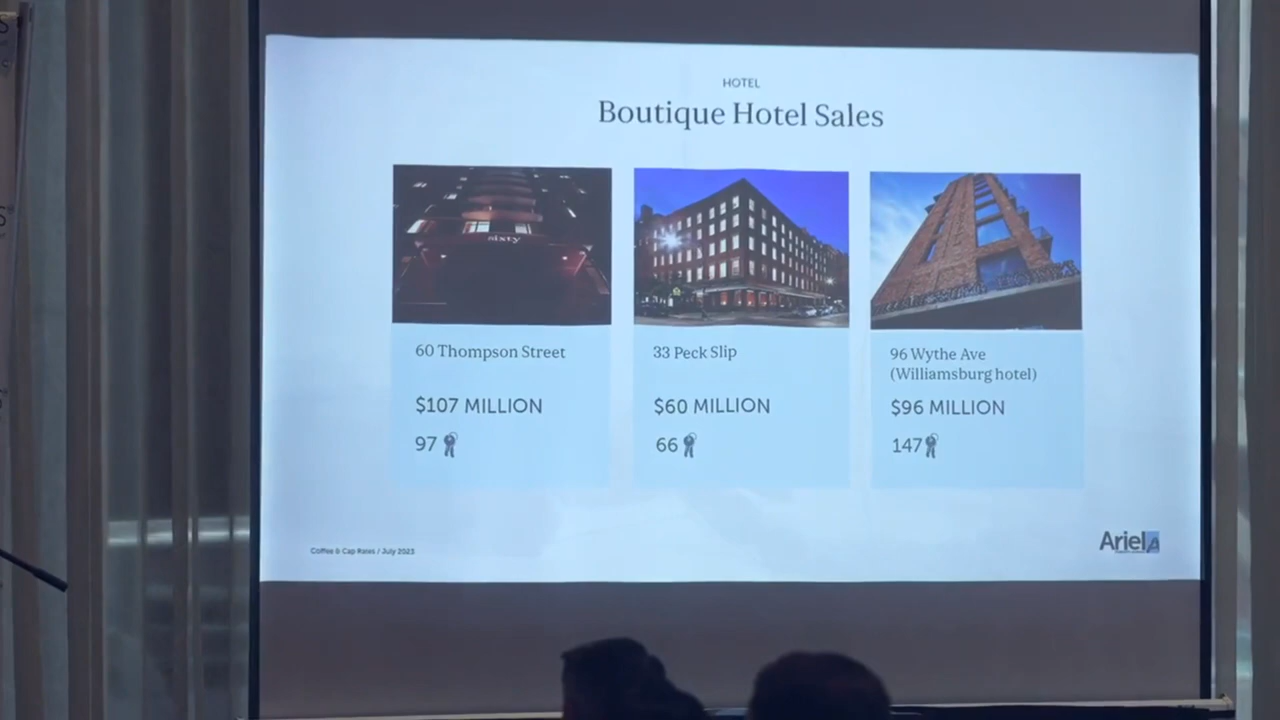 HOTEL
Boutique Hotel Sales
sixty
60 Thompson Street
$107 MILLION
97
33 Peck Slip
$60 MILLION
66
96 Wythe Ave
(Williamsburg hotel)
$96 MILLION
147
Coffee & Cap Rates / July 2023
Ariel